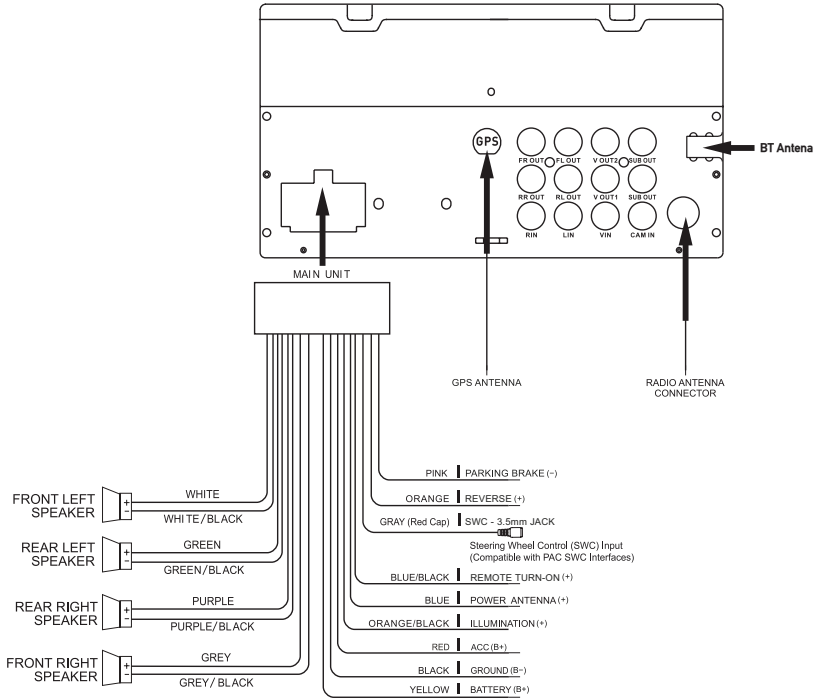 GPS
BT Antena
FR OUT
FL OUT
V OUT2
SUB OUT
RR OUT
RL OUT
V OUT1
SUB OUT
RIN
LIN
VIN
CAM IN
MAIN UNIT
GPS ANTENNA
RADIO ANTENNA
CONNECTOR
FRONT LEFT
SPEAKER
+
−
WHITE
WHITE/BLACK
REAR LEFT
SPEAKER
+
−
GREEN
GREEN/BLACK
REAR RIGHT
SPEAKER
+
−
PURPLE
PURPLE/BLACK
FRONT RIGHT
SPEAKER
+
−
GREY
GREY/ BLACK
PINK PARKING BRAKE (−)
ORANGE REVERSE (+)
GRAY (Red Cap) SWC - 3.5mm JACK
Steering Wheel Control (SWC) Input
(Compatible with PAC SWC Interfaces)
BLUE/BLACK REMOTE TURN-ON (+)
BLUE POWER ANTENNA (+)
ORANGE/BLACK ILLUMINATION (+)
RED ACC (B+)
BLACK GROUND (B−)
YELLOW BATTERY (B+)